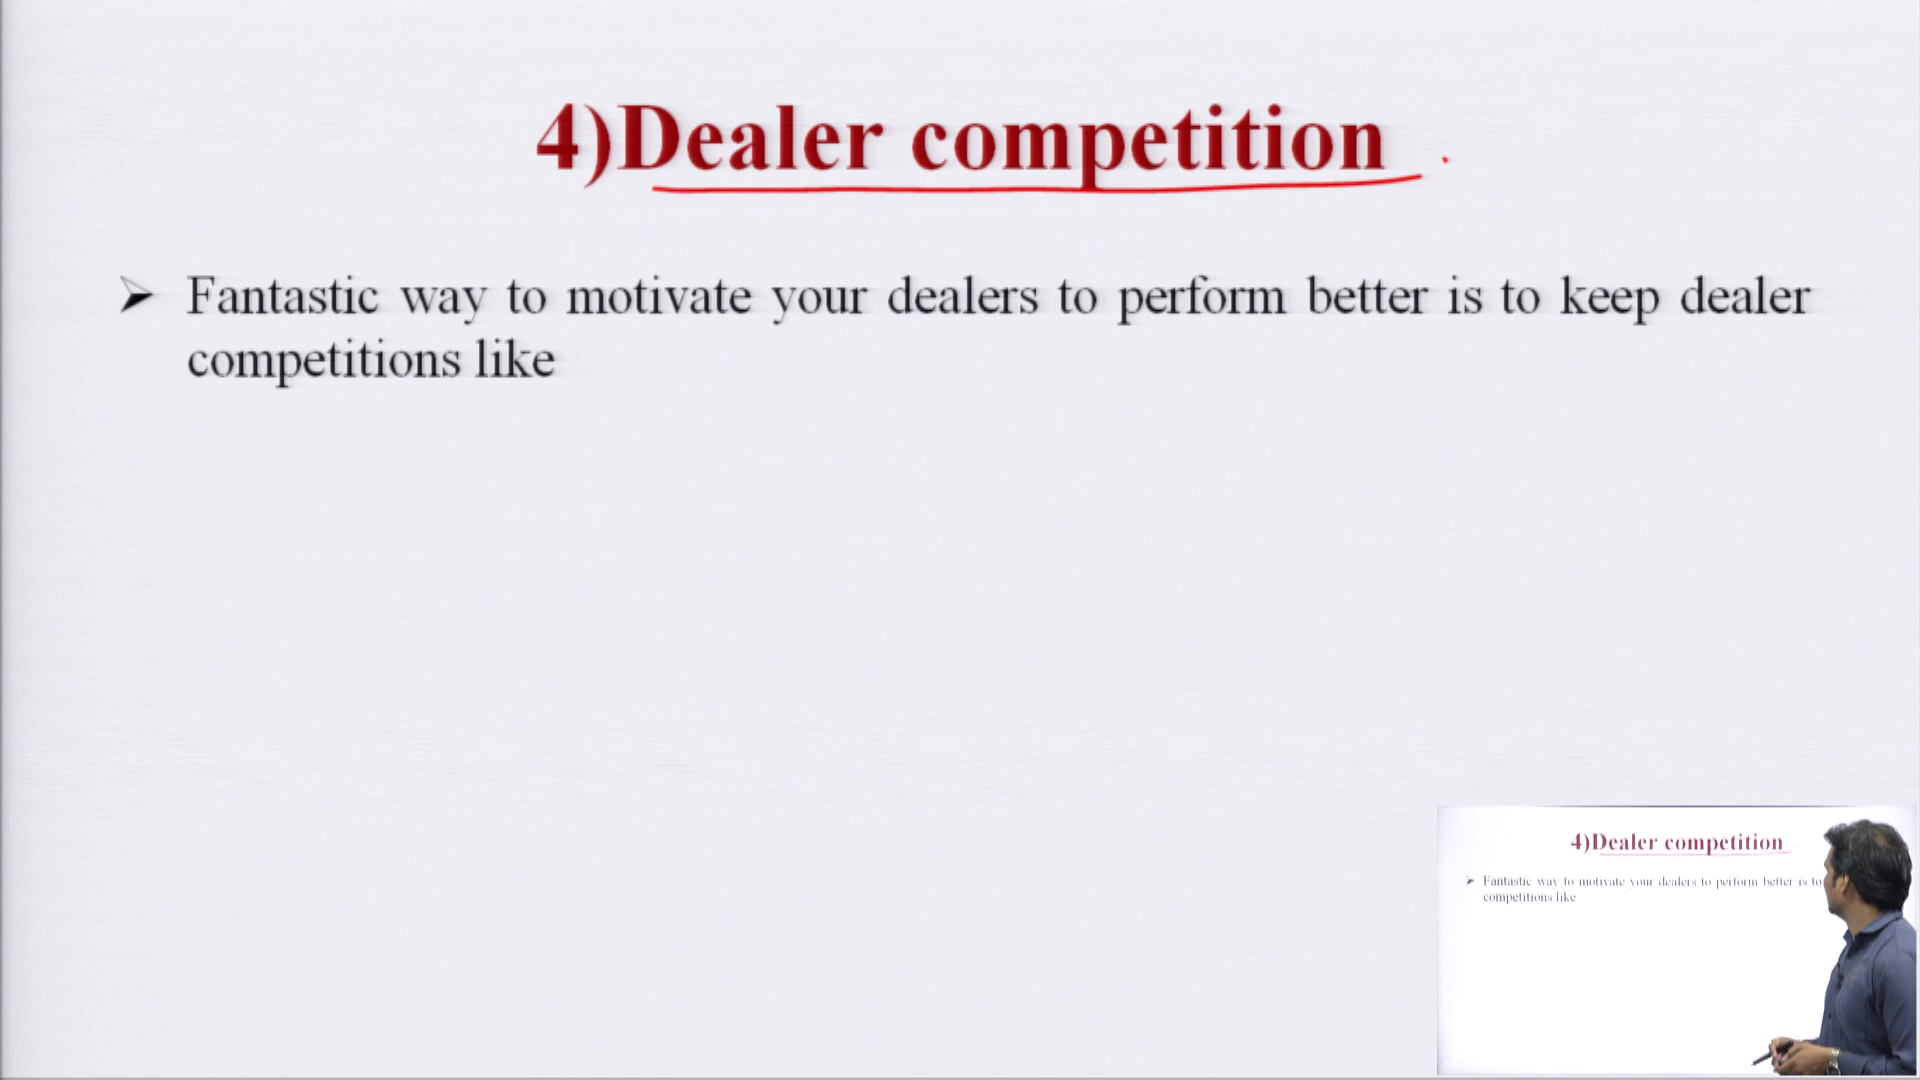 4)Dealer competition
➢ Fantastic way to motivate your dealers to perform better is to keep dealer
competitions like
4)Dealer competition
➢ Fantastic way to motivate your dealers to perform better is to
competitions like